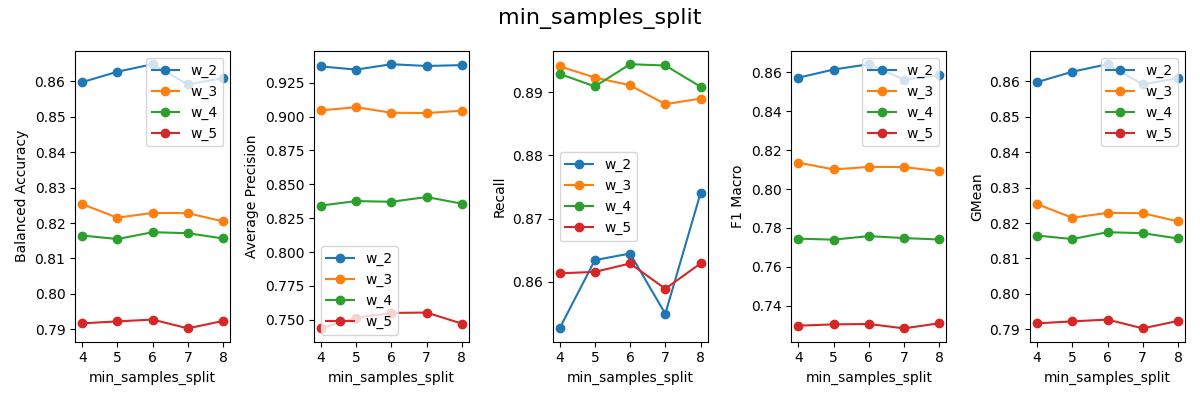 min_samples_split
Balanced Accuracy
0.86
0.85
0.84
0.83
0.82
0.81
0.80
0.79
4 5 6 7 8
min_samples_split
w_2
w_3
w_4
w_5
Average Precision
0.925
0.900
0.875
0.850
0.825
0.800
0.775
0.750
4 5 6 7 8
min_samples_split
w_2
w_3
w_4
w_5
Recall
0.89
0.88
0.87
0.86
4 5 6 7 8
min_samples_split
w_2
w_3
w_4
w_5
F1 Macro
0.86
0.84
0.82
0.80
0.78
0.76
0.74
4 5 6 7 8
min_samples_split
w_2
w_3
w_4
w_5
GMean
0.86
0.85
0.84
0.83
0.82
0.81
0.80
0.79
4 5 6 7 8
min_samples_split
w_2
w_3
w_4
w_5